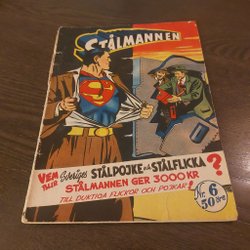 STÅLMANNEN
S
VEM BLIR Sveriges STÅLPOJKE och STÅLFLICKA ?
STÅLMANNEN GER 3000 KR
TILL DUKTIGA FLICKOR OCH POJKAR!
Nr. 6
50 öre